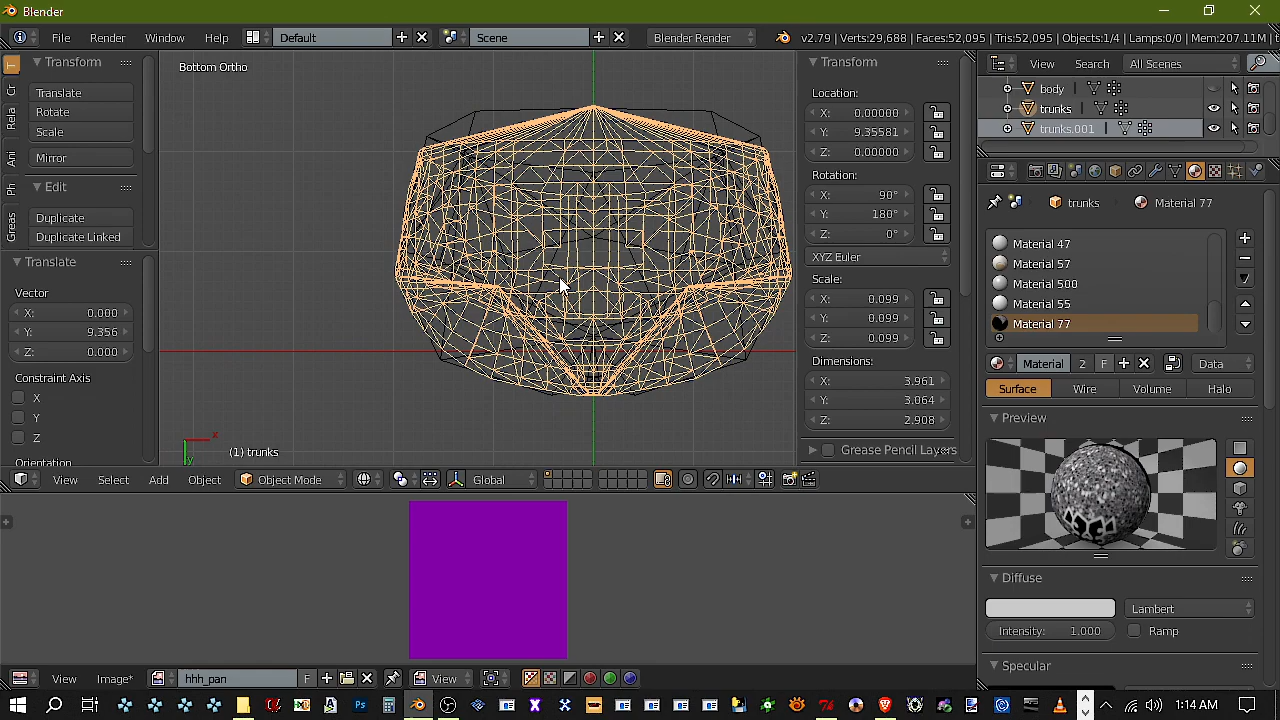 Blender
File Render Window Help Default Scene Blender Render v2.79 | Verts:29,688 | Faces:52,095 | Tris:52,095 | Objects:1/4 | Lamps:0/0 | Mem:207.11M
T Cr Rela Ani Ph Greas
Transform
Translate
Rotate
Scale
Mirror
Edit
Duplicate
Duplicate Linked
Translate
Vector
X: 0.000
Y: 9.356
Z: 0.000
Constraint Axis
X
Y
Z
Orientation
Bottom Ortho
x
y
(1) trunks
Transform
Location:
X: 0.00000
Y: 9.35581
Z: 0.00000
Rotation:
X: 90°
Y: 180°
Z: 0°
XYZ Euler
Scale:
X: 0.099
Y: 0.099
Z: 0.099
Dimensions:
X: 3.961
Y: 3.064
Z: 2.908
Grease Pencil Layers
View Select Add Object Object Mode Global
View Image* hhh_pan F View
View Search All Scenes
body
trunks
trunks.001
trunks Material 77
Material 47
Material 57
Material 500
Material 55
Material 77
Material 2 F Data
Surface Wire Volume Halo
Preview
Diffuse
Lambert
Intensity: 1.000 Ramp
Specular
1:14 AM